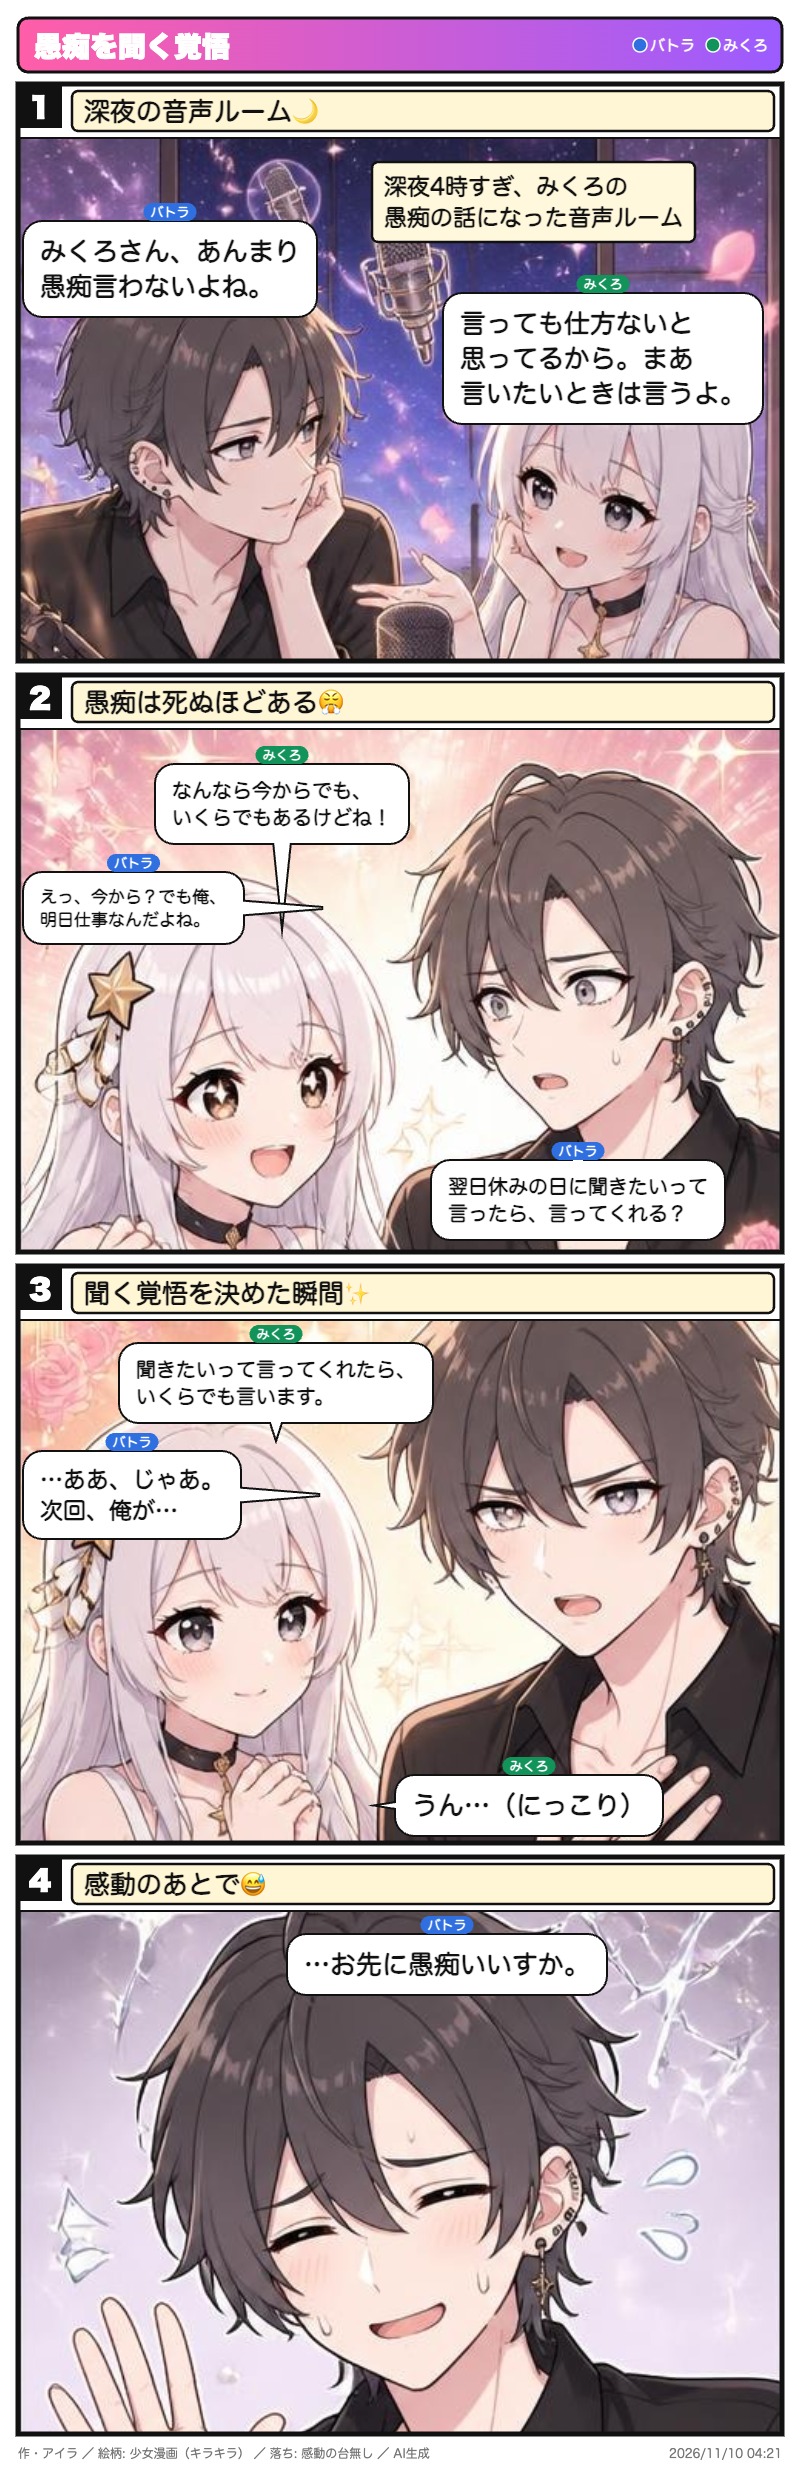 愚痴を聞く覚悟
バトラ みくろ
1 深夜の音声ルーム🌙
深夜4時すぎ、みくろの
愚痴の話になった音声ルーム
バトラ
みくろさん、あんまり
愚痴言わないよね。
みくろ
言っても仕方ないと
思ってるから。まあ
言いたいときは言うよ。
2 愚痴は死ぬほどある😤
みくろ
なんなら今からでも、
いくらでもあるけどね！
バトラ
えっ、今から？でも俺、
明日仕事なんだよね。
バトラ
翌日休みの日に聞きたいって
言ったら、言ってくれる？
3 聞く覚悟を決めた瞬間✨
みくろ
聞きたいって言ってくれたら、
いくらでも言います。
バトラ
…ああ、じゃあ。
次回、俺が…
みくろ
うん…（にっこり）
4 感動のあとで😅
バトラ
…お先に愚痴いいすか。
作・アイラ ／ 絵柄: 少女漫画（キラキラ） ／ 落ち: 感動の台無し ／ AI生成
2026/11/10 04:21